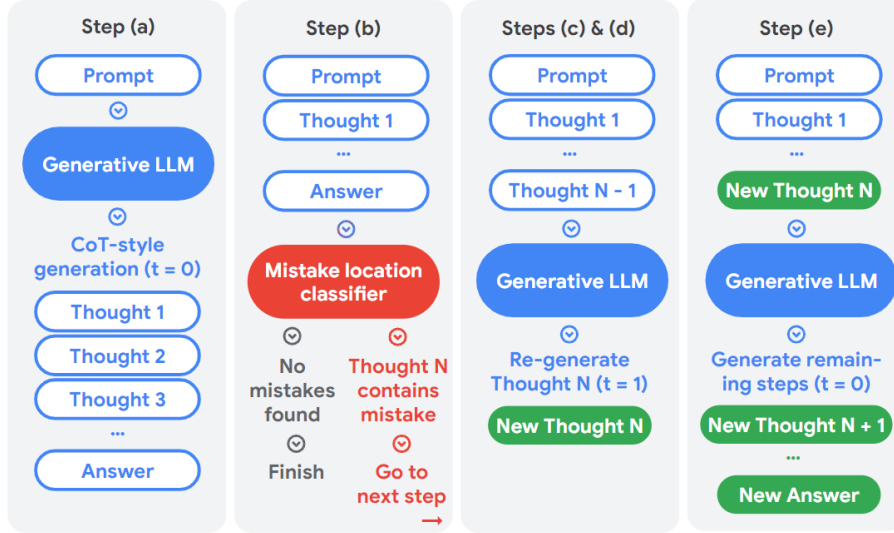 Step (a)
Prompt
Generative LLM
CoT-style
generation (t = 0)
Thought 1
Thought 2
Thought 3
...
Answer
Step (b)
Prompt
Thought 1
...
Answer
Mistake location
classifier
No
mistakes
found
Finish
Thought N
contains
mistake
Go to
next step
Steps (c) & (d)
Prompt
Thought 1
...
Thought N - 1
Generative LLM
Re-generate
Thought N (t = 1)
New Thought N
Step (e)
Prompt
Thought 1
...
New Thought N
Generative LLM
Generate remain-
ing steps (t = 0)
New Thought N + 1
...
New Answer